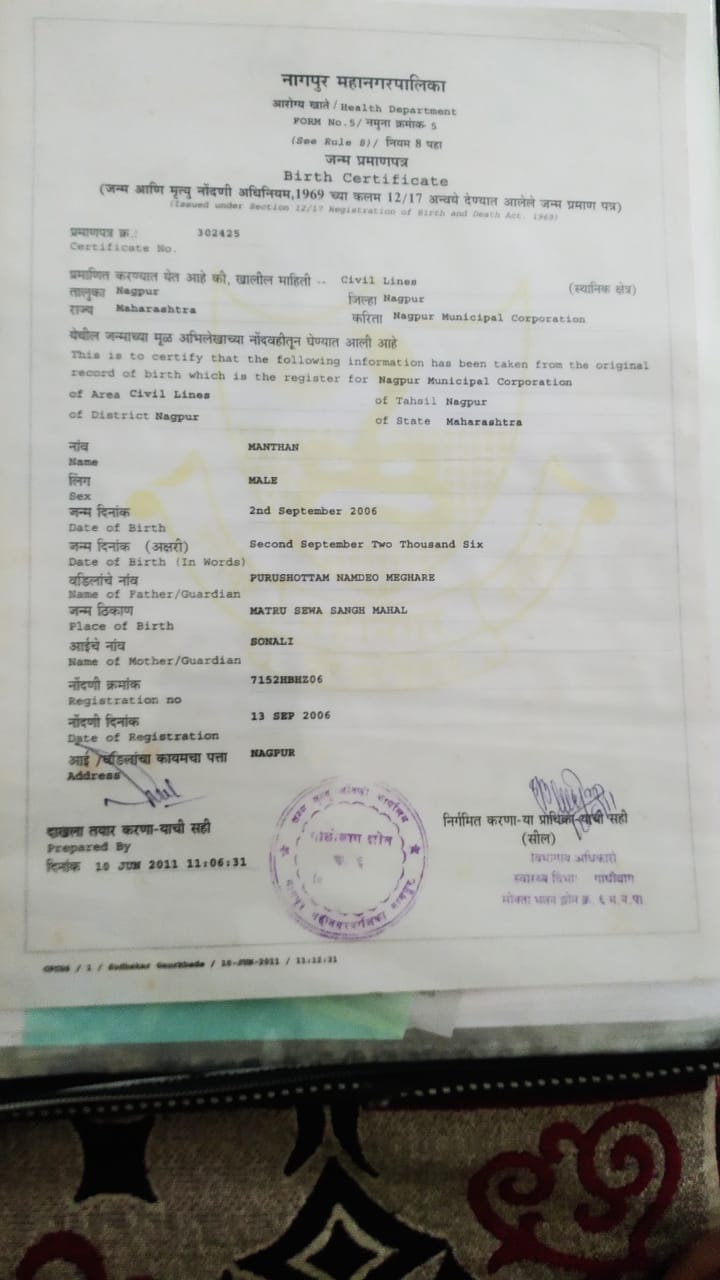 नागपुर महानगरपालिका
आरोग्य खाते / Health Department
FORM No.5/ नमुना क्रमांक 5
(See Rule 8)/ नियम 8 पहा
जन्म प्रमाणपत्र
Birth Certificate
(जन्म आणि मृत्यु नोंदणी अधिनियम,1969 च्या कलम 12/17 अन्वये देण्यात आलेले जन्म प्रमाण पत्र)
(Issued under Section 12/17 Registration of Birth and Death Act. 1969)
प्रमाणपत्र क्र.: 302425
Certificate No.
प्रमाणित करण्यात येत आहे की, खालील माहिती -- Civil Lines (स्थानिक क्षेत्र)
तालुका Nagpur जिल्हा Nagpur
राज्य Maharashtra करिता Nagpur Municipal Corporation
येथील जन्माच्या मूळ अभिलेखाच्या नोंदवहीतून घेण्यात आली आहे
This is to certify that the following information has been taken from the original
record of birth which is the register for Nagpur Municipal Corporation
of Area Civil Lines of Tahsil Nagpur
of District Nagpur of State Maharashtra
नांव MANTHAN
Name
लिंग MALE
Sex
जन्म दिनांक 2nd September 2006
Date of Birth
जन्म दिनांक (अक्षरी) Second September Two Thousand Six
Date of Birth (In Words)
वडिलांचे नांव PURUSHOTTAM NAMDEO MEGHARE
Name of Father/Guardian
जन्म ठिकाण MATRU SEWA SANGH MAHAL
Place of Birth
आईचे नांव SONALI
Name of Mother/Guardian
नोंदणी क्रमांक 7152HBHZ06
Registration no
नोंदणी दिनांक 13 SEP 2006
Date of Registration
आई /वडिलांचा कायमचा पत्ता NAGPUR
Address
दाखला तयार करणा-याची सही
Prepared By
दिनांक 10 JUN 2011 11:06:31
निर्गमित करणा-या प्राधिका-याची सही
(सील)
विभागीय अधिकारी
स्वास्थ्य विभाग गांधीबाग
/ 1 / Sudhakar Gaurkhede / 10-JUN-2011 / 11:12:31